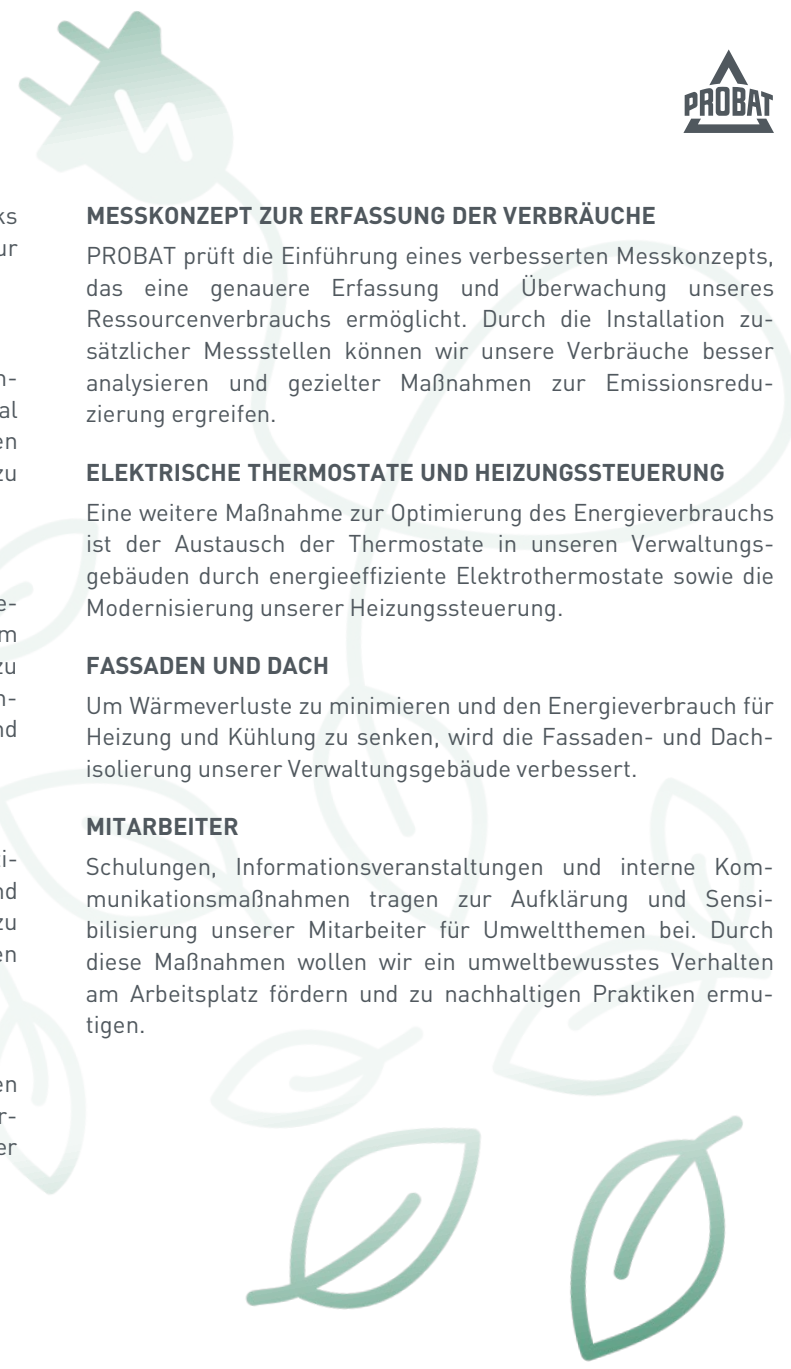 PROBAT
MESSKONZEPT ZUR ERFASSUNG DER VERBRÄUCHE
PROBAT prüft die Einführung eines verbesserten Messkonzepts,
das eine genauere Erfassung und Überwachung unseres
Ressourcenverbrauchs ermöglicht. Durch die Installation zu-
sätzlicher Messstellen können wir unsere Verbräuche besser
analysieren und gezielter Maßnahmen zur Emissionsredu-
zierung ergreifen.
ELEKTRISCHE THERMOSTATE UND HEIZUNGSSTEUERUNG
Eine weitere Maßnahme zur Optimierung des Energieverbrauchs
ist der Austausch der Thermostate in unseren Verwaltungs-
gebäuden durch energieeffiziente Elektrothermostate sowie die
Modernisierung unserer Heizungssteuerung.
FASSADEN UND DACH
Um Wärmeverluste zu minimieren und den Energieverbrauch für
Heizung und Kühlung zu senken, wird die Fassaden- und Dach-
isolierung unserer Verwaltungsgebäude verbessert.
MITARBEITER
Schulungen, Informationsveranstaltungen und interne Kom-
munikationsmaßnahmen tragen zur Aufklärung und Sensi-
bilisierung unserer Mitarbeiter für Umweltthemen bei. Durch
diese Maßnahmen wollen wir ein umweltbewusstes Verhalten
am Arbeitsplatz fördern und zu nachhaltigen Praktiken ermu-
tigen.